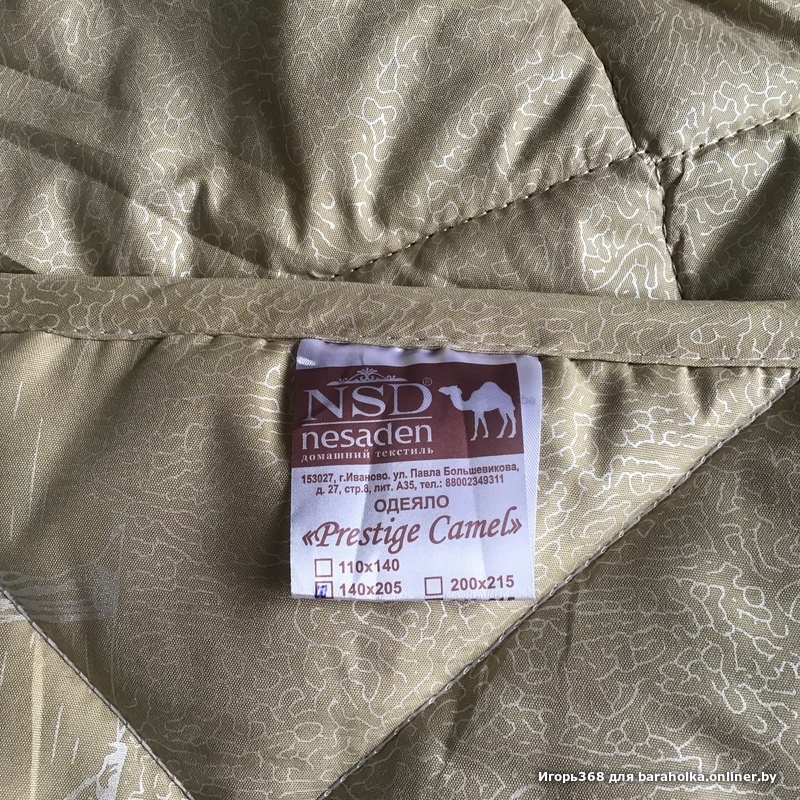 NSD®
nesaden
домашний текстиль
153027, г.Иваново. ул. Павла Большевикова,
д. 27, стр.8, лит. А35, тел.: 88002349311
ОДЕЯЛО
«Prestige Camel»
110x140
140x205 200x215
Игорь368 для baraholka.onliner.by